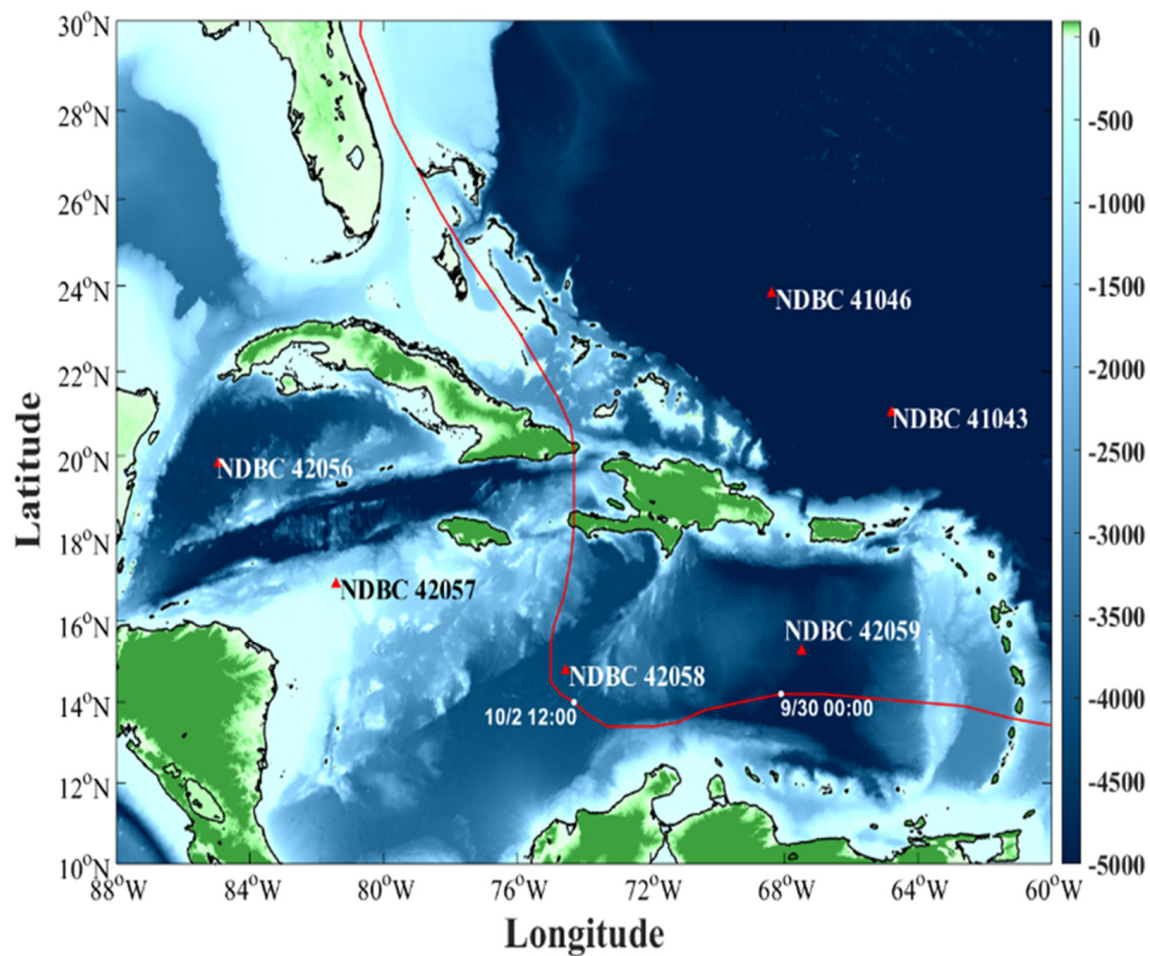 30°N
28°N
26°N
24°N
22°N
20°N
18°N
16°N
14°N
12°N
10°N
Latitude
88°W
84°W
80°W
76°W
72°W
68°W
64°W
60°W
Longitude
NDBC 41046
NDBC 41043
NDBC 42056
NDBC 42057
NDBC 42059
NDBC 42058
10/2 12:00
9/30 00:00
0
-500
-1000
-1500
-2000
-2500
-3000
-3500
-4000
-4500
-5000